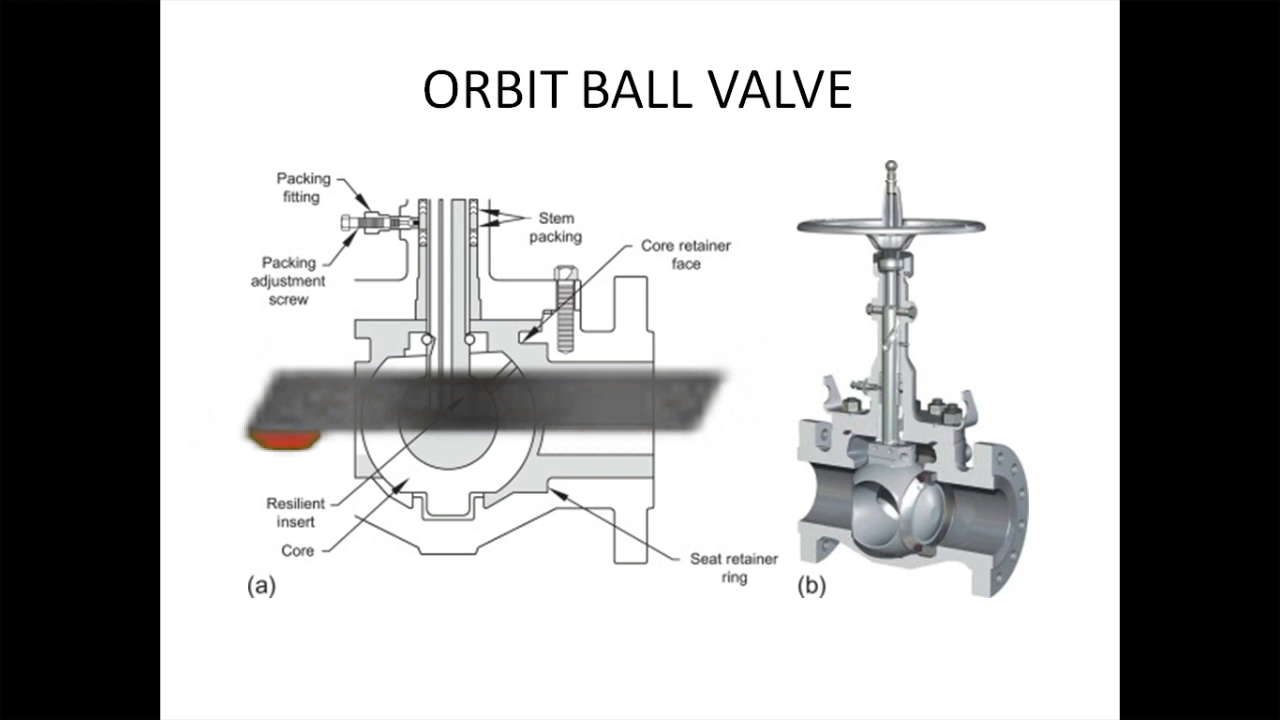 ORBIT BALL VALVE
Packing
fitting
Stem
packing
Core retainer
face
Packing
adjustment
screw
Resilient
insert
Core
Seat retainer
ring
(a)
(b)